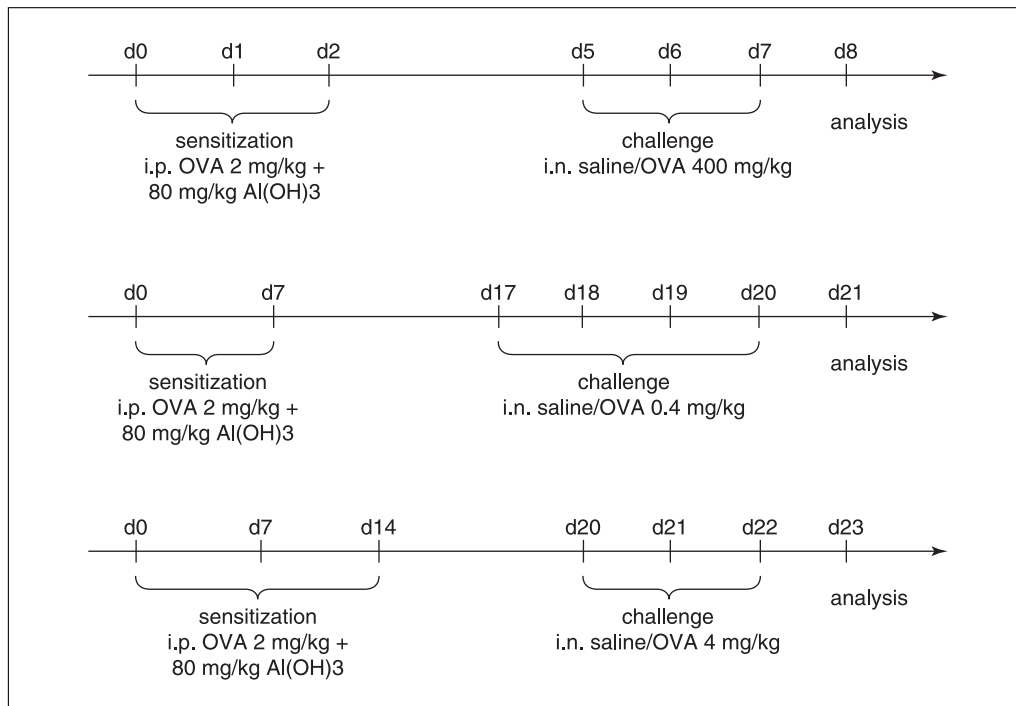 d0 d1 d2 d5 d6 d7 d8
sensitization
i.p. OVA 2 mg/kg +
80 mg/kg Al(OH)3
challenge
i.n. saline/OVA 400 mg/kg
analysis
d0 d7 d17 d18 d19 d20 d21
sensitization
i.p. OVA 2 mg/kg +
80 mg/kg Al(OH)3
challenge
i.n. saline/OVA 0.4 mg/kg
analysis
d0 d7 d14 d20 d21 d22 d23
sensitization
i.p. OVA 2 mg/kg +
80 mg/kg Al(OH)3
challenge
i.n. saline/OVA 4 mg/kg
analysis